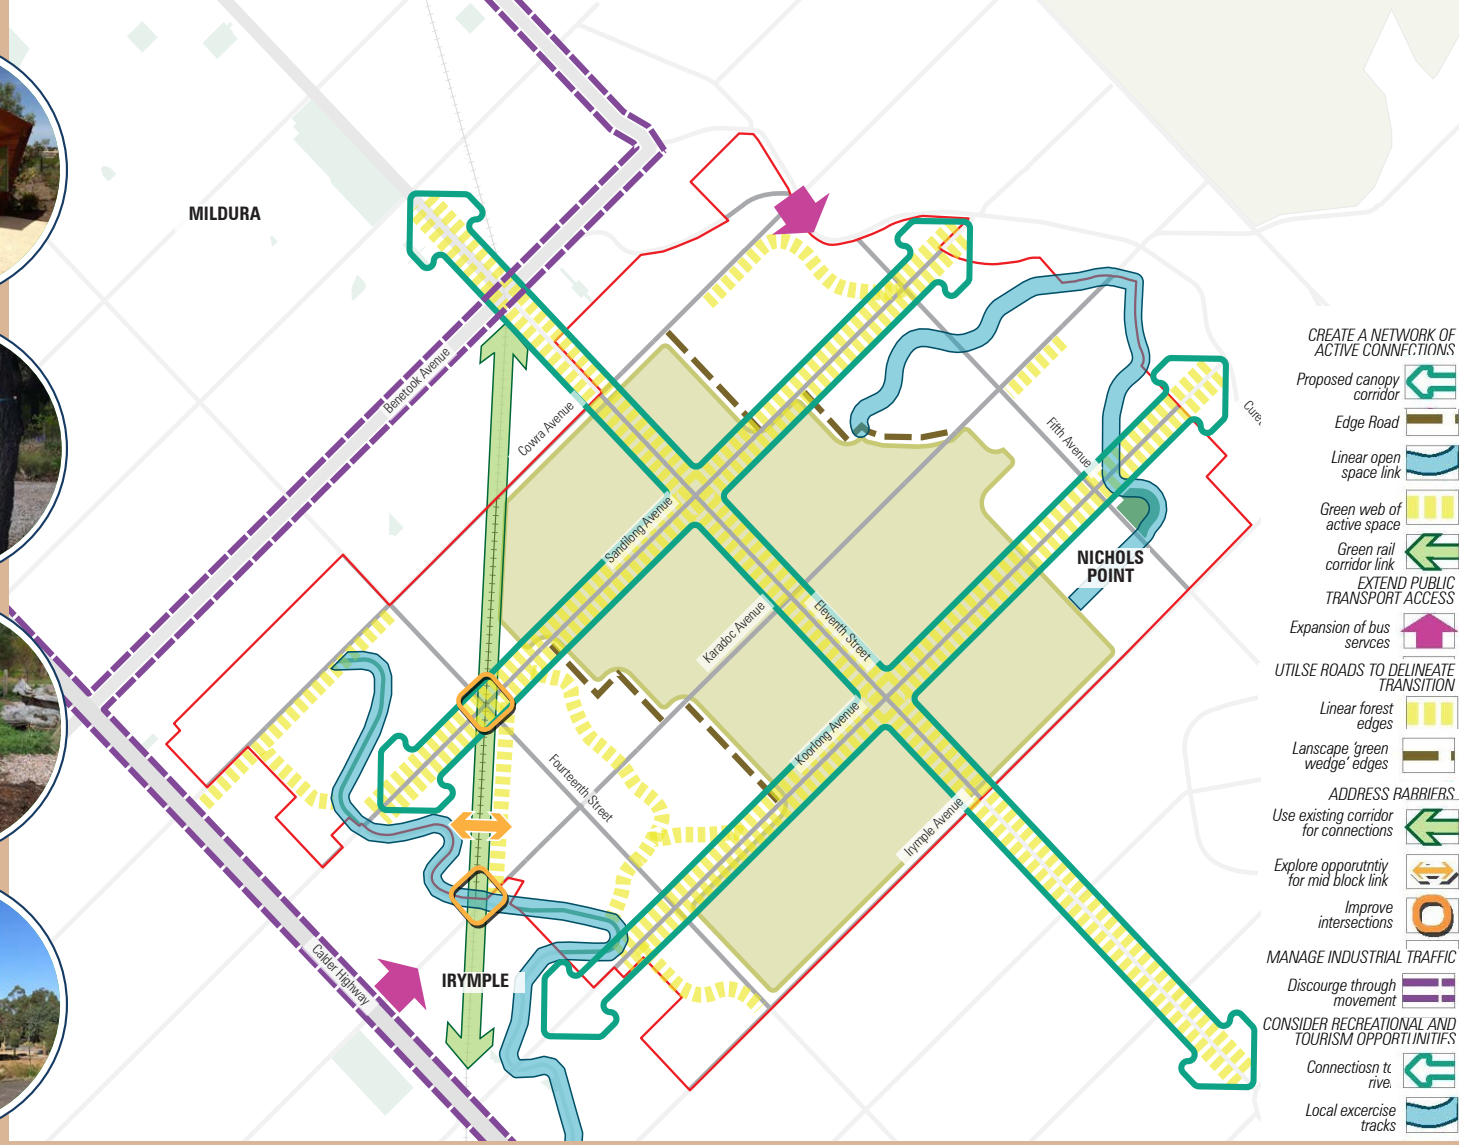 MILDURA
Benetook Avenue
Cowra Avenue
Sandilong Avenue
Karadoc Avenue
Eleventh Street
Koorlong Avenue
Fifth Avenue
NICHOLS
POINT
Fourteenth Street
Irymple Avenue
Calder Highway
IRYMPLE
CREATE A NETWORK OF
ACTIVE CONNECTIONS
Proposed canopy
corridor
Edge Road
Linear open
space link
Green web of
active space
Green rail
corridor link
EXTEND PUBLIC
TRANSPORT ACCESS
Expansion of bus
servces
UTILSE ROADS TO DELINEATE
TRANSITION
Linear forest
edges
Lanscape 'green
wedge' edges
ADDRESS BARRIERS
Use existing corridor
for connections
Explore opporutntiy
for mid block link
Improve
intersections
MANAGE INDUSTRIAL TRAFFIC
Discourge through
movement
CONSIDER RECREATIONAL AND
TOURISM OPPORTUNITIES
Connectiosn to
river
Local excercise
tracks